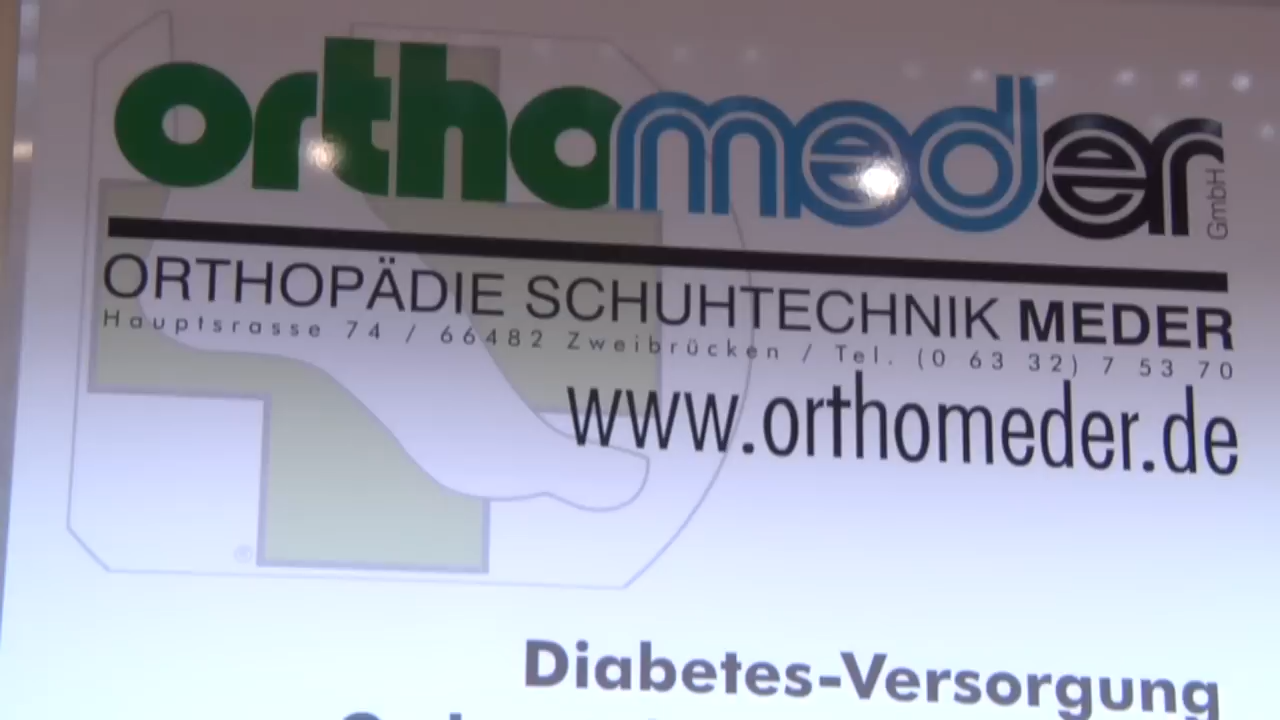 orthomeder GmbH
ORTHOPÄDIE SCHUHTECHNIK MEDER
Hauptsrasse 74 / 66482 Zweibrücken / Tel. (0 63 32) 7 53 70
www.orthomeder.de
®
Diabetes-Versorgung